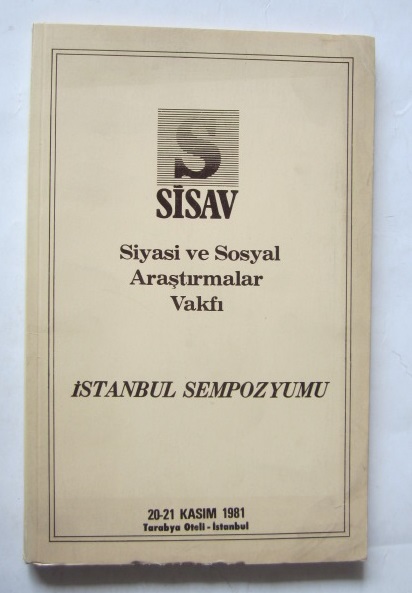 S
SİSAV
Siyasi ve Sosyal
Araştırmalar
Vakfı
İSTANBUL SEMPOZYUMU
20-21 KASIM 1981
Tarabya Oteli - İstanbul